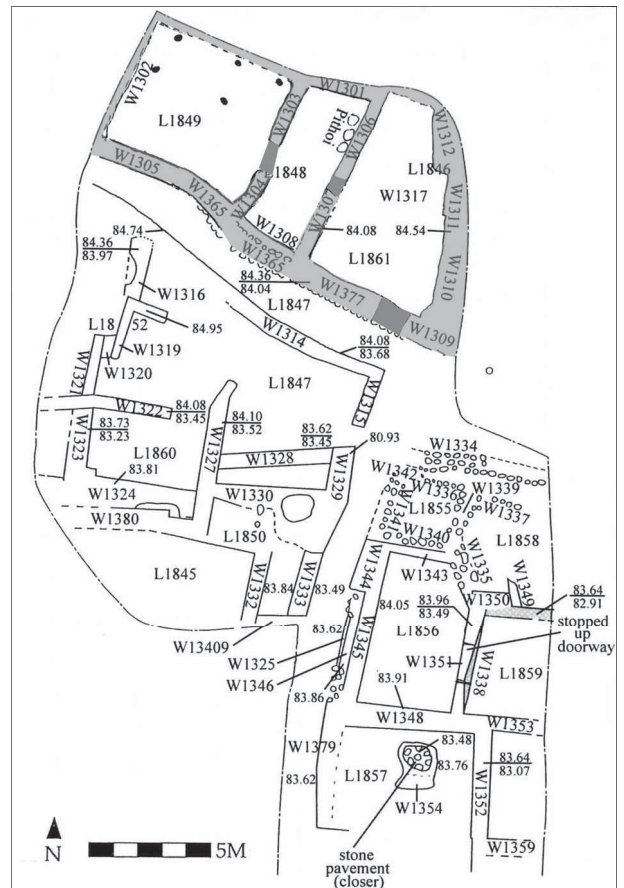 W1301
W1302
W1303
Pithoi
W1306
W1312
L1849
L1848
L1846
W1317
W1305
W1365
W1304
W1307
W1311
W1308
84.08
84.54
84.74
W1365
L1861
W1310
84.36
83.97
84.36
84.04
W1377
W1316
L1847
W1309
84.95
W1314
84.08
83.68
L18 52
W1319
W1320
W1321
L1847
W1315
W1322
84.08
83.45
84.10
83.52
83.62
83.45
80.93
W1323
83.73
83.23
L1860
W1327
W1328
W1334
83.81
W1324
W1329
W1342
W1336
W1339
L1855
W1337
W1330
W1380
L1850
W1341
W1340
L1858
L1845
W1344
W1343
W1335
W1349
83.64
82.91
W1332
83.84
W1333
83.49
84.05
83.96
83.49
W1350
stopped
up
doorway
W13409
83.62
L1856
W1325
W1345
W1351
W1338
L1859
W1346
83.86
83.91
W1348
W1353
W1379
83.48
83.64
83.07
83.76
83.62
L1857
W1352
W1354
W1359
N
5M
stone
pavement
(closer)